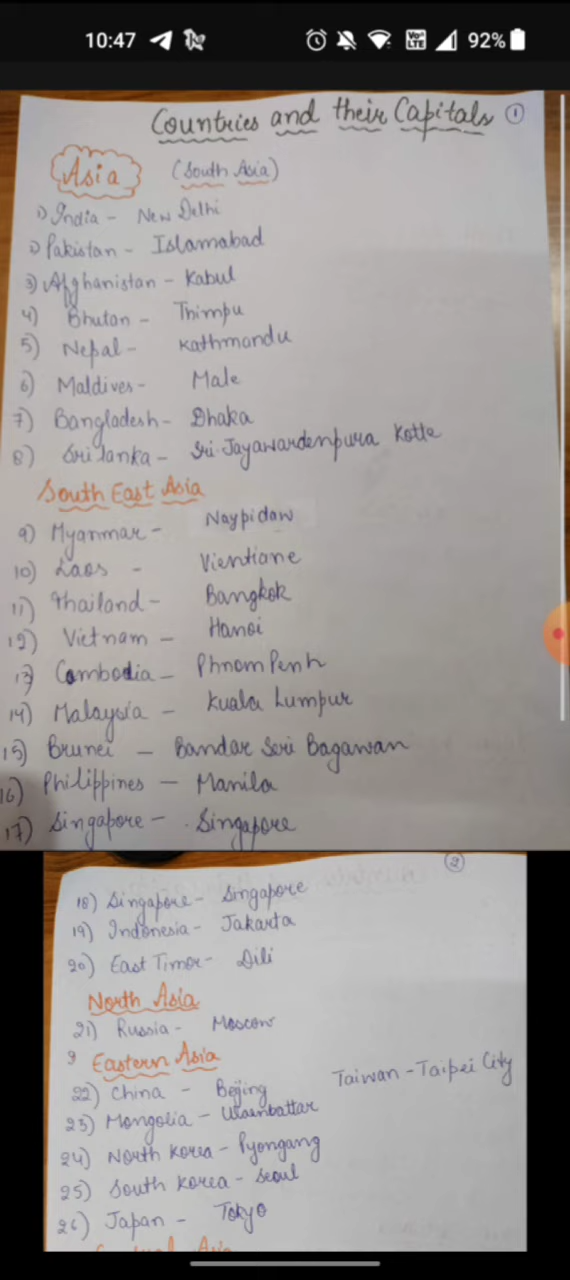 10:47 92%
Vo) LTE
Countries and their Capitals ①
Asia (South Asia)
1) India - New Delhi
2) Pakistan - Islamabad
3) Afghanistan - Kabul
4) Bhutan - Thimpu
5) Nepal - Kathmandu
6) Maldives - Male
7) Bangladesh - Dhaka
8) Sri lanka - Sri Jayawardenpura Kotte
South East Asia
9) Myanmar - Naypidaw
10) Laos - Vientiane
11) Thailand - Bangkok
12) Vietnam - Hanoi
13) Cambodia - Phnom Penh
14) Malaysia - Kuala Lumpur
15) Brunei - Bandar Seri Bagawan
16) Philippines - Manila
17) Singapore - Singapore
②
18) Singapore - Singapore
19) Indonesia - Jakarta
20) East Timor - Dili
North Asia
21) Russia - Moscow
Eastern Asia
22) China - Beijing Taiwan - Taipei City
23) Mongolia -
24) North Korea - Pyongang
25) South Korea - Seoul
26) Japan - Tokyo